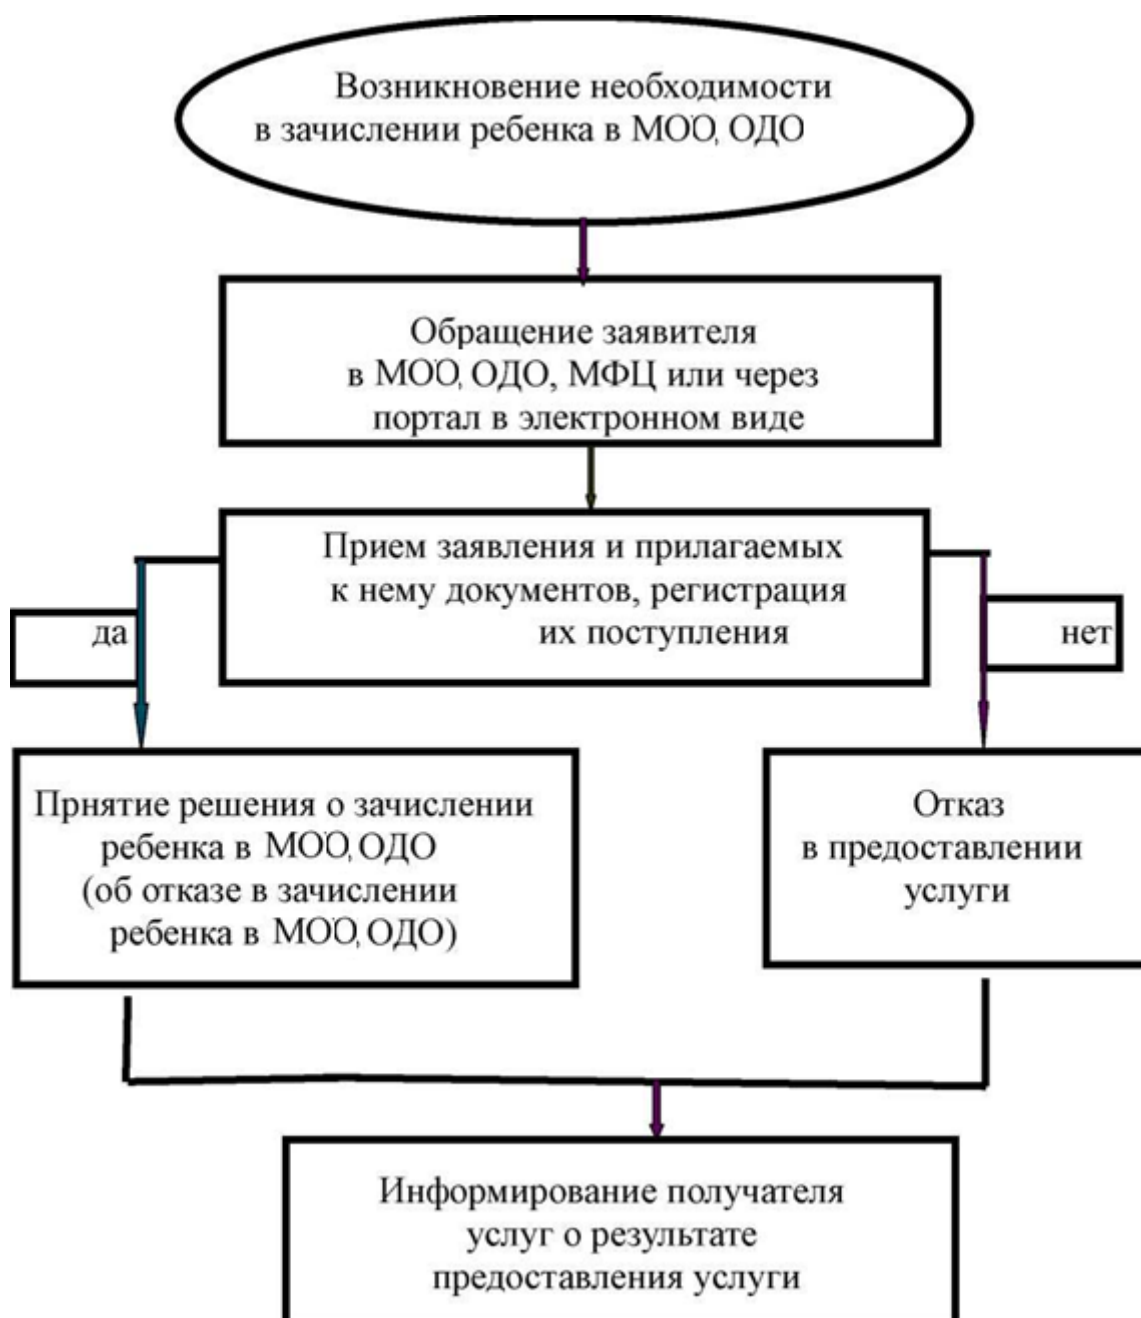 Возникновение необходимости
в зачислении ребенка в МОО, ОДО
Обращение заявителя
в МОО, ОДО, МФЦ или через
портал в электронном виде
Прием заявления и прилагаемых
к нему документов, регистрация
их поступления
да
нет
Прнятие решения о зачислении
ребенка в МОО, ОДО
(об отказе в зачислении
ребенка в МОО, ОДО)
Отказ
в предоставлении
услуги
Информирование получателя
услуг о результате
предоставления услуги